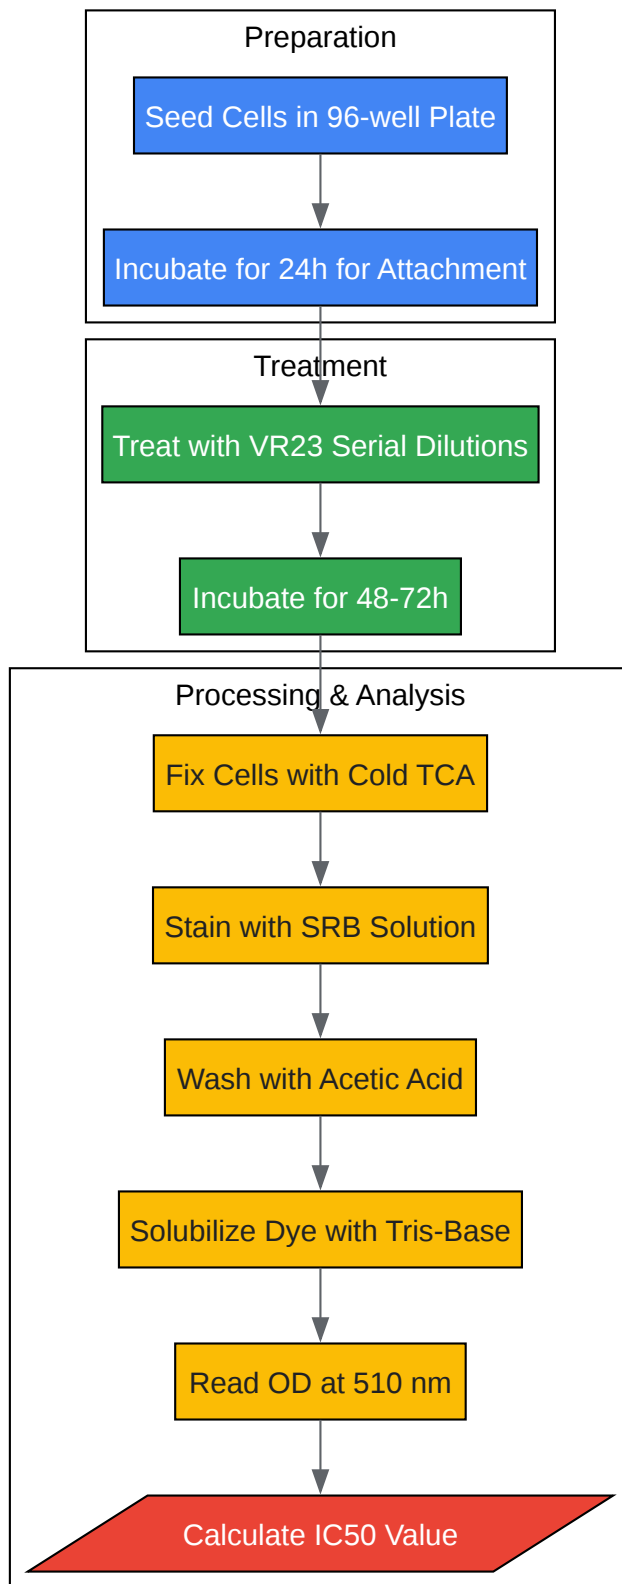 Preparation
Seed Cells in 96-well Plate
Incubate for 24h for Attachment
Treatment
Treat with VR23 Serial Dilutions
Incubate for 48-72h
Processing & Analysis
Fix Cells with Cold TCA
Stain with SRB Solution
Wash with Acetic Acid
Solubilize Dye with Tris-Base
Read OD at 510 nm
Calculate IC50 Value